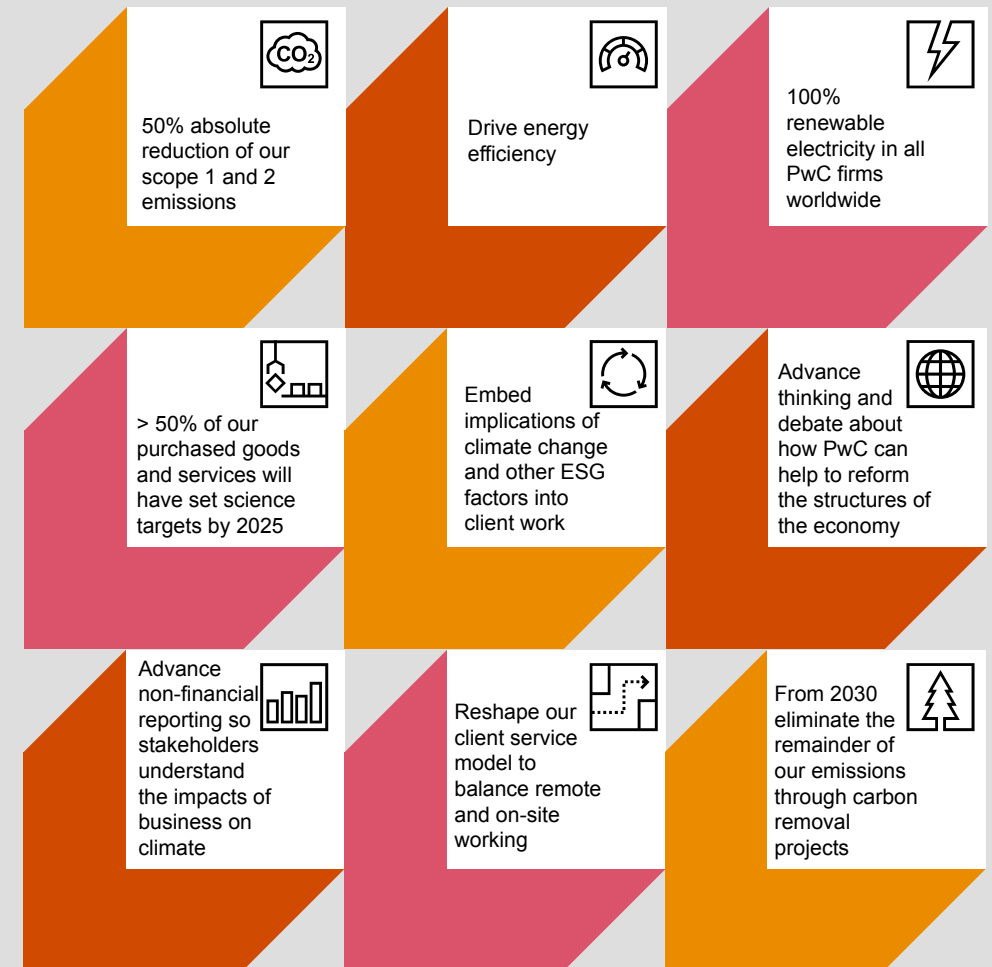 CO₂
50% absolute
reduction of our
scope 1 and 2
emissions
Drive energy
efficiency
100%
renewable
electricity in all
PwC firms
worldwide
> 50% of our
purchased goods
and services will
have set science
targets by 2025
Embed
implications of
climate change
and other ESG
factors into
client work
Advance
thinking and
debate about
how PwC can
help to reform
the structures of
the economy
Advance
non-financial
reporting so
stakeholders
understand
the impacts of
business on
climate
Reshape our
client service
model to
balance remote
and on-site
working
From 2030
eliminate the
remainder of
our emissions
through carbon
removal
projects